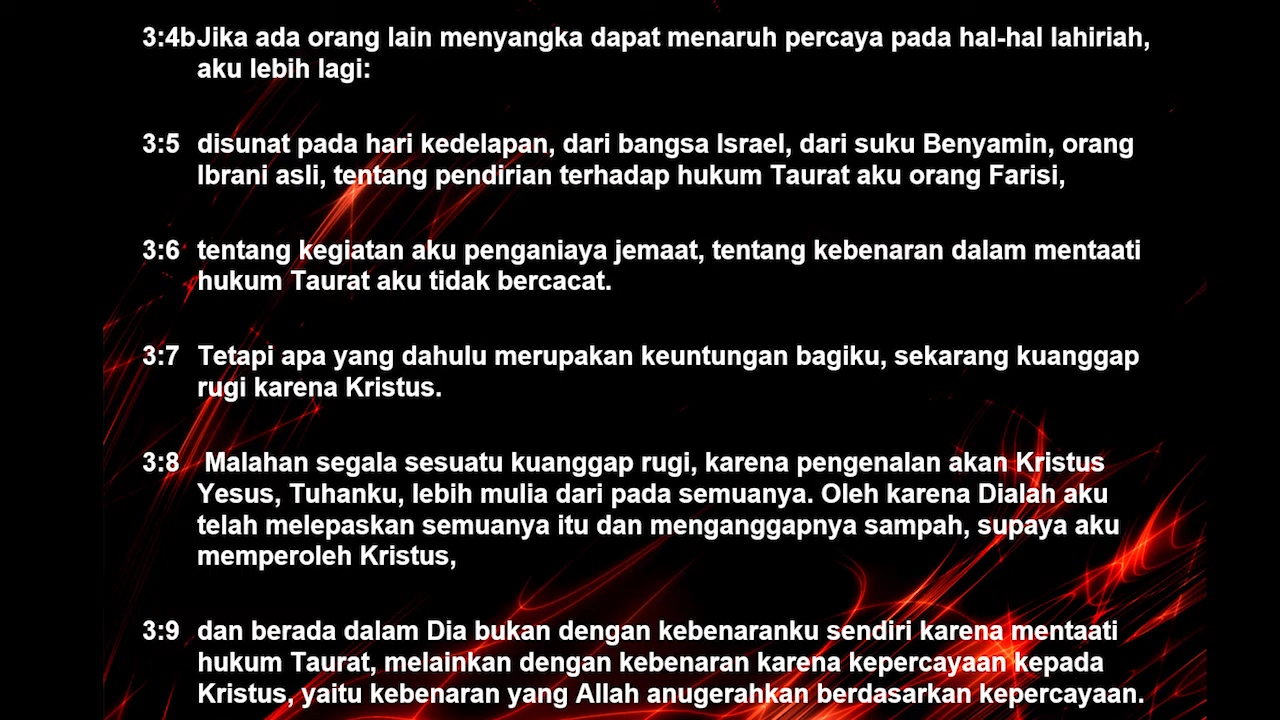 3:4bJika ada orang lain menyangka dapat menaruh percaya pada hal-hal lahiriah,
aku lebih lagi:
3:5 disunat pada hari kedelapan, dari bangsa Israel, dari suku Benyamin, orang
Ibrani asli, tentang pendirian terhadap hukum Taurat aku orang Farisi,
3:6 tentang kegiatan aku penganiaya jemaat, tentang kebenaran dalam mentaati
hukum Taurat aku tidak bercacat.
3:7 Tetapi apa yang dahulu merupakan keuntungan bagiku, sekarang kuanggap
rugi karena Kristus.
3:8 Malahan segala sesuatu kuanggap rugi, karena pengenalan akan Kristus
Yesus, Tuhanku, lebih mulia dari pada semuanya. Oleh karena Dialah aku
telah melepaskan semuanya itu dan menganggapnya sampah, supaya aku
memperoleh Kristus,
3:9 dan berada dalam Dia bukan dengan kebenaranku sendiri karena mentaati
hukum Taurat, melainkan dengan kebenaran karena kepercayaan kepada
Kristus, yaitu kebenaran yang Allah anugerahkan berdasarkan kepercayaan.